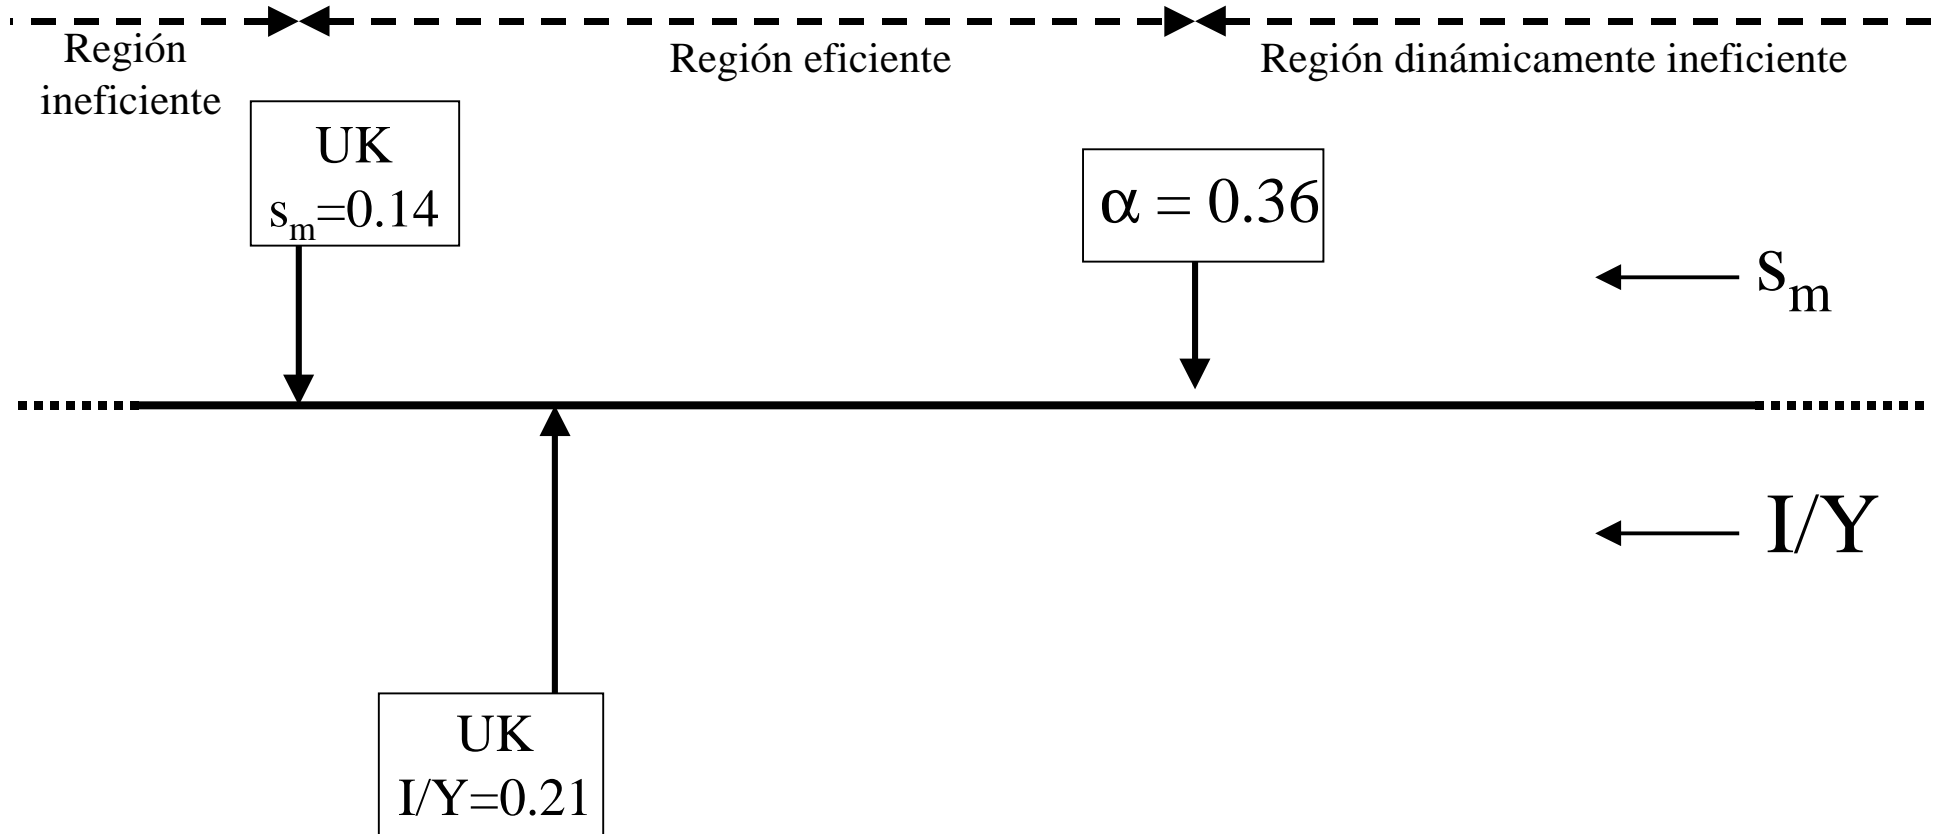 Región
ineficiente
Región eficiente
Región dinámicamente ineficiente
UK
sₘ=0.14
α = 0.36
sₘ
I/Y
UK
I/Y=0.21